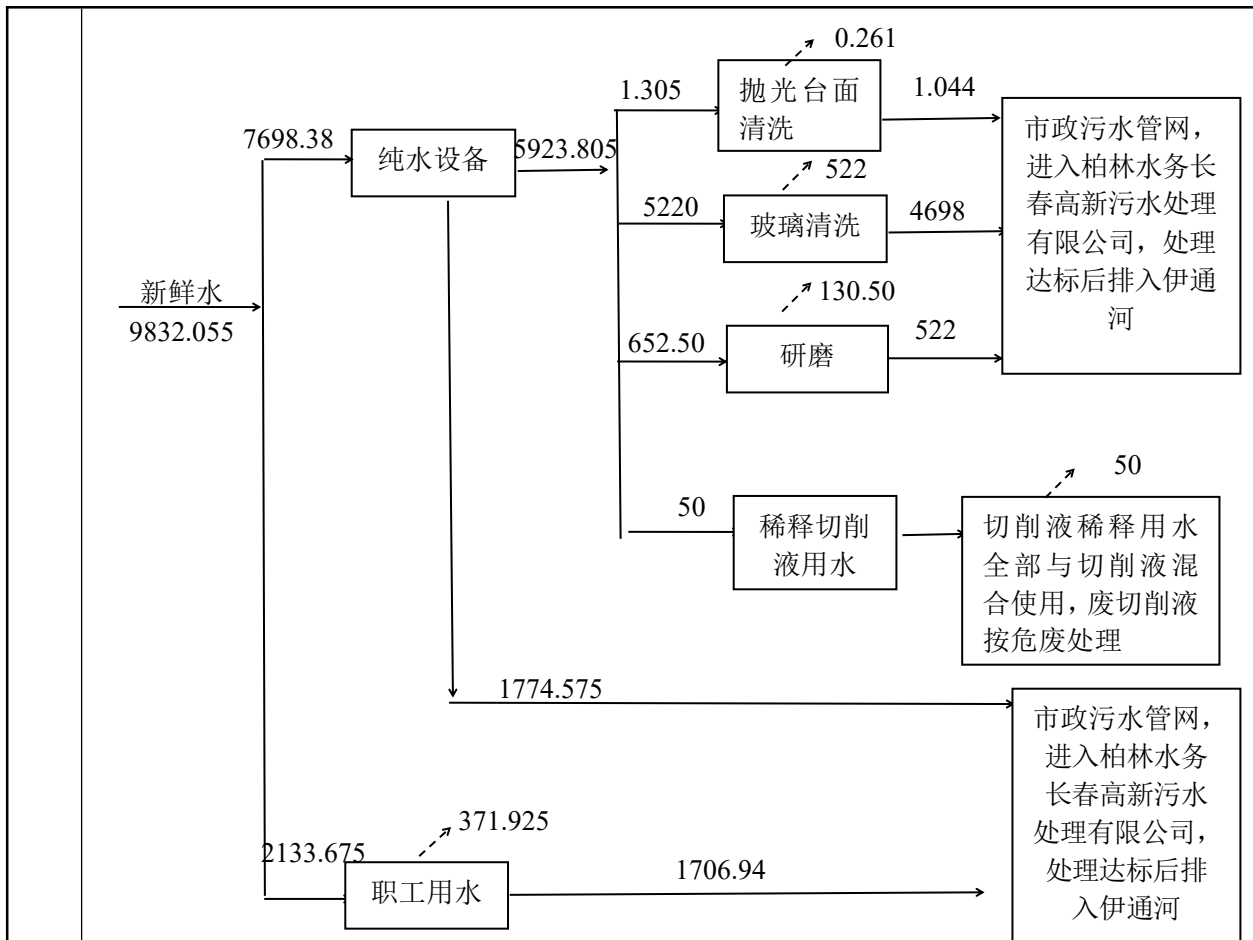 0.261
1.305
抛光台面
清洗
1.044
市政污水管网，
进入柏林水务长
春高新污水处理
有限公司，处理
达标后排入伊通
河
7698.38
纯水设备
5923.805
522
5220
玻璃清洗
4698
新鲜水
9832.055
130.50
652.50
研磨
522
50
50
稀释切削
液用水
切削液稀释用水
全部与切削液混
合使用，废切削液
按危废处理
1774.575
市政污水管网，
进入柏林水务
长春高新污水
处理有限公司，
处理达标后排
入伊通河
371.925
2133.675
职工用水
1706.94